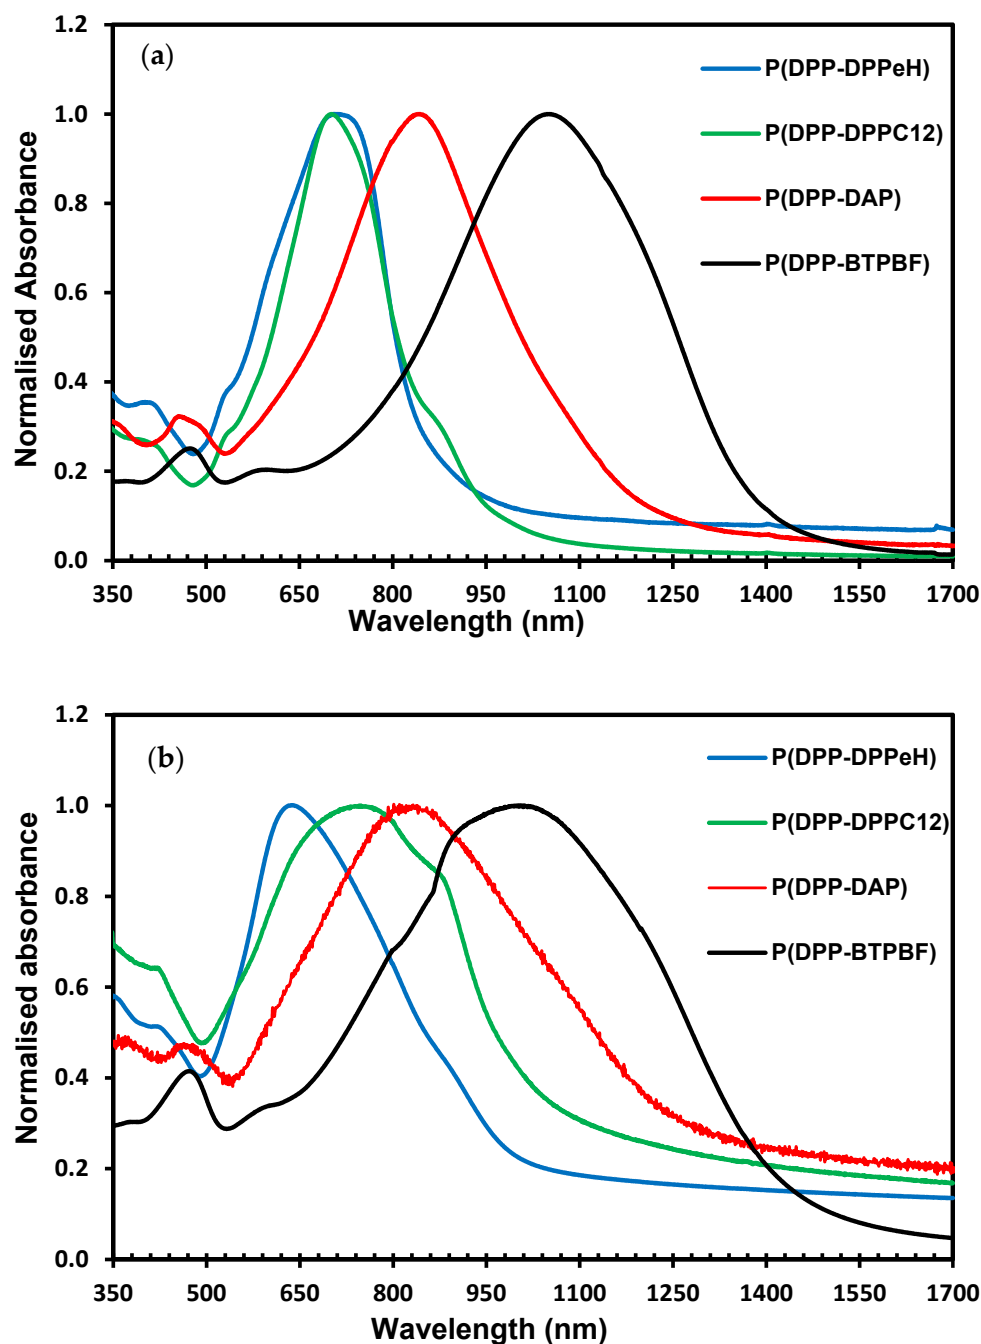 1.2
(a)
P(DPP-DPPeH)
1.0
P(DPP-DPPC12)
0.8
P(DPP-DAP)
P(DPP-BTPBF)
0.6
0.4
0.2
0.0
Normalised Absorbance
350 500 650 800 950 1100 1250 1400 1550 1700
Wavelength (nm)
1.2
(b)
P(DPP-DPPeH)
1.0
P(DPP-DPPC12)
0.8
P(DPP-DAP)
P(DPP-BTPBF)
0.6
0.4
0.2
0.0
Normalised absorbance
350 500 650 800 950 1100 1250 1400 1550 1700
Wavelength (nm)